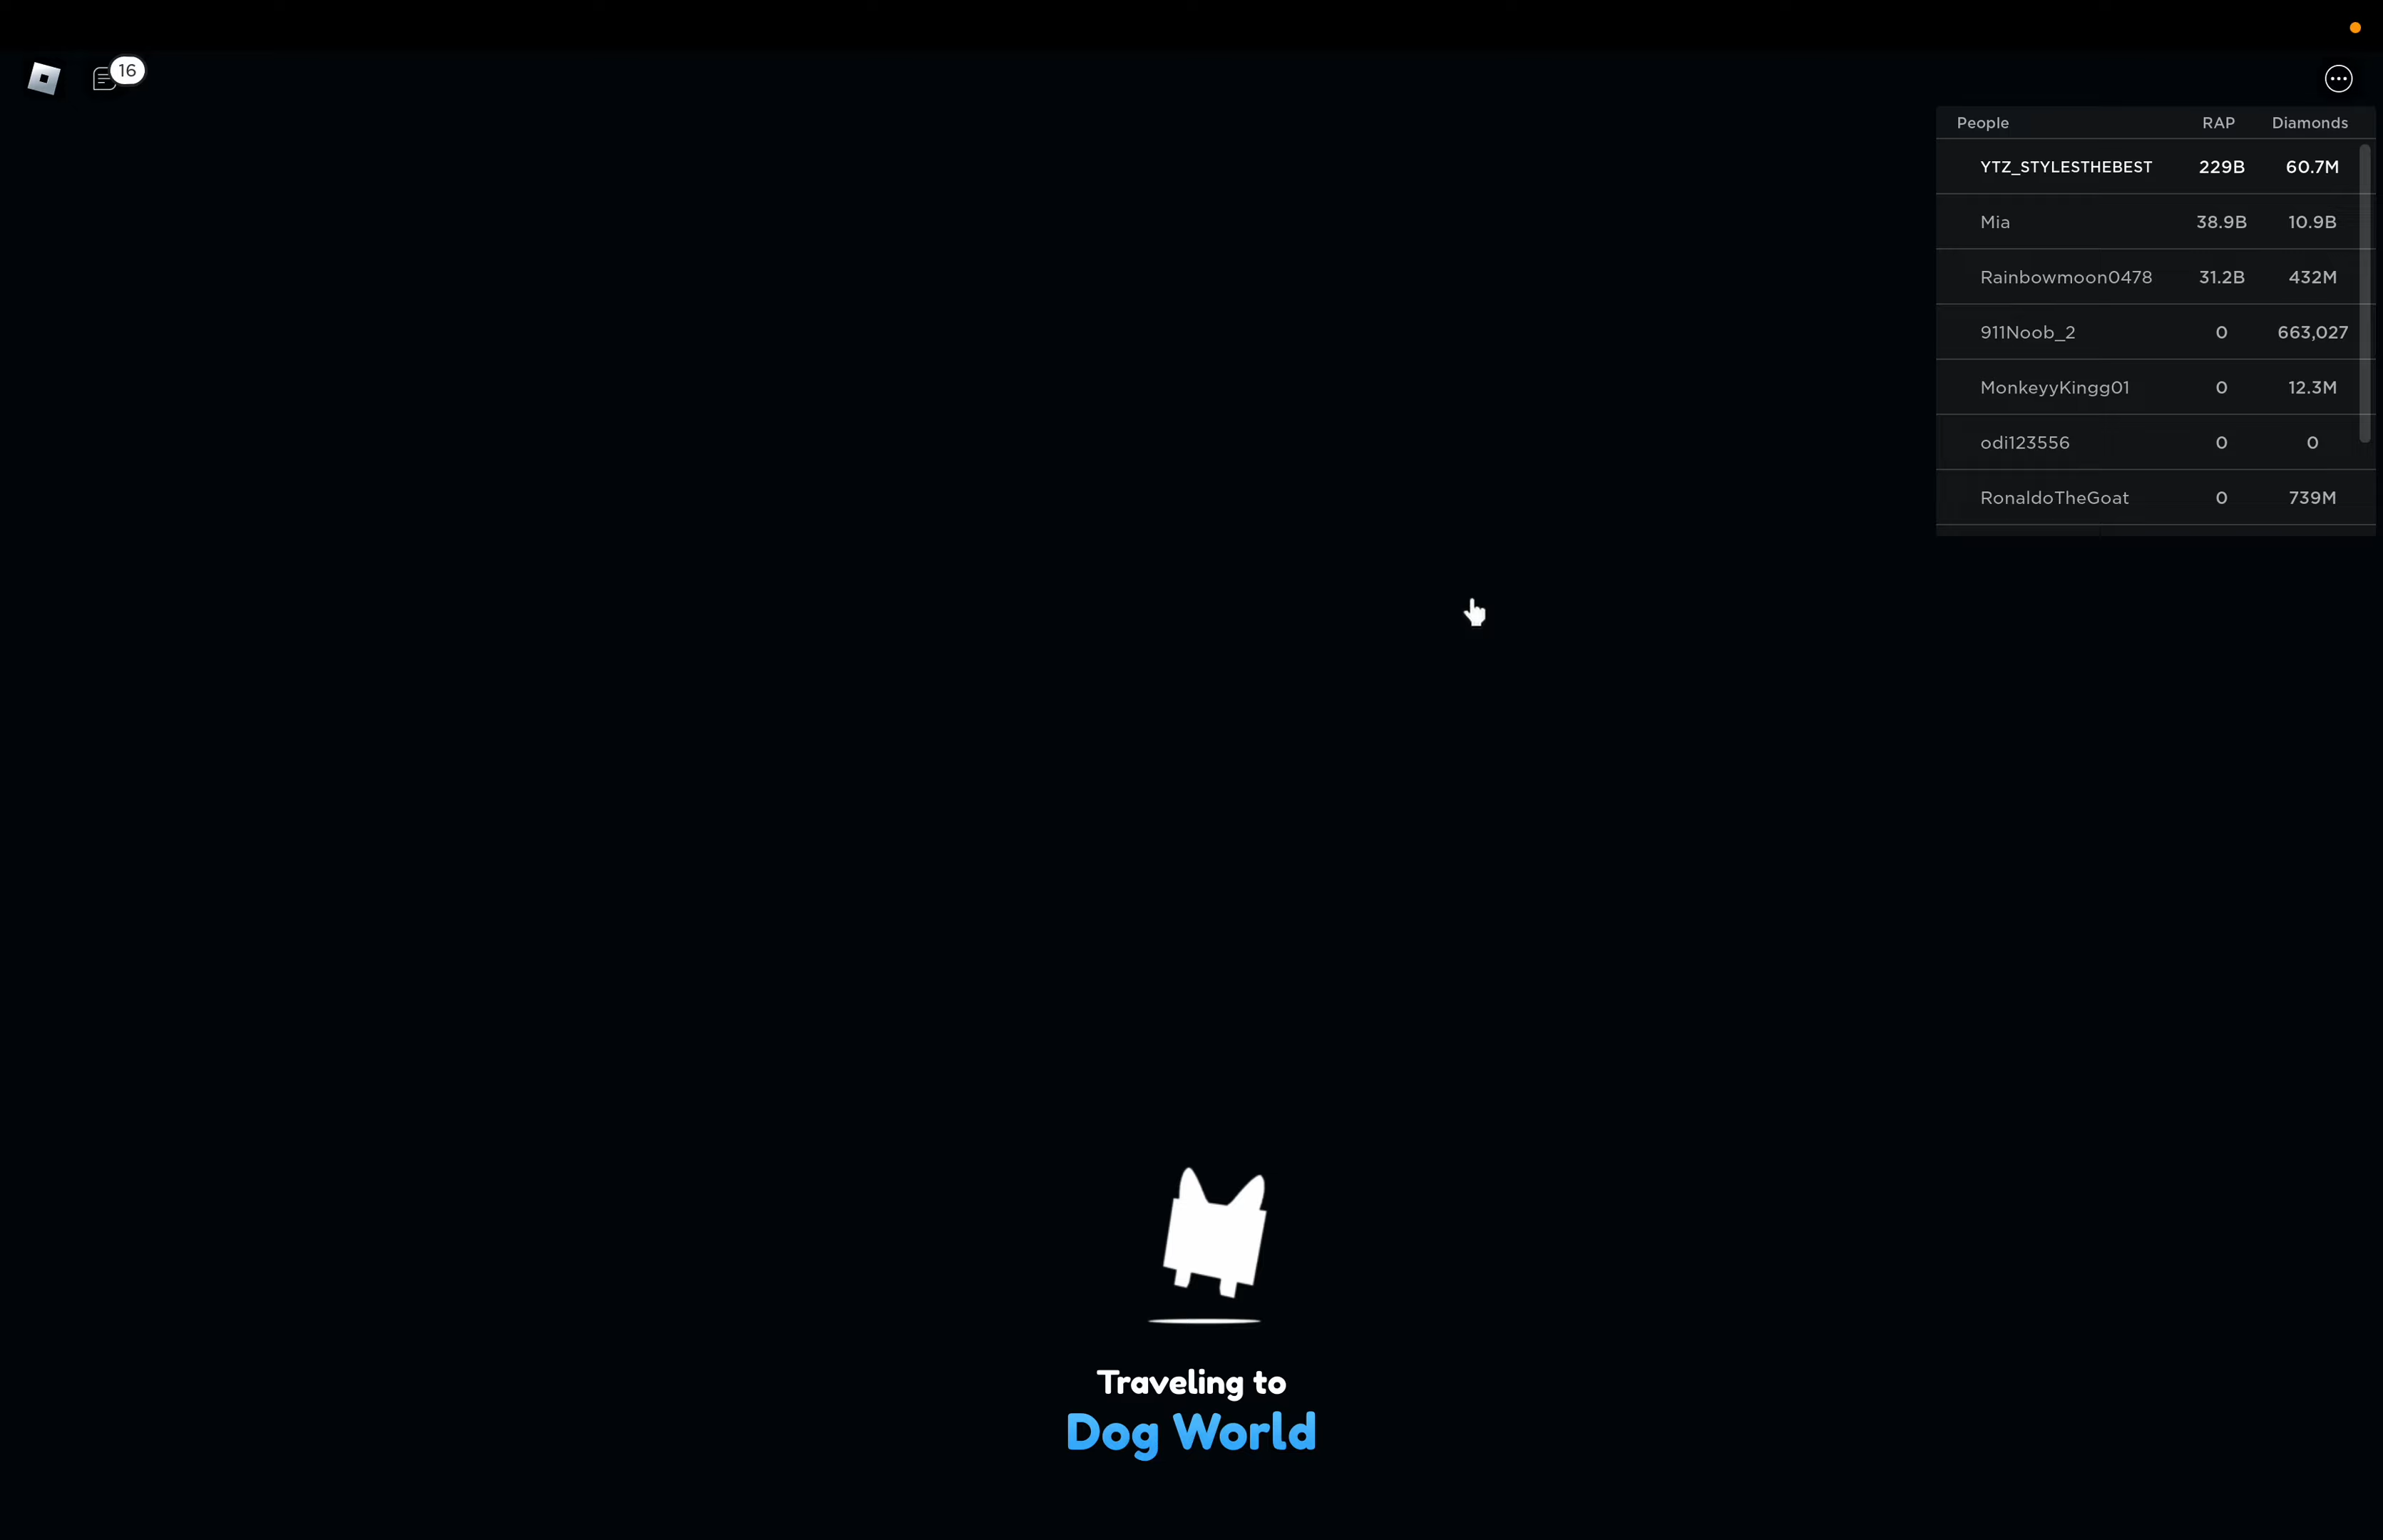 16
People RAP Diamonds
YTZ_STYLESTHEBEST 229B 60.7M
Mia 38.9B 10.9B
Rainbowmoon0478 31.2B 432M
911Noob_2 0 663,027
MonkeyyKingg01 0 12.3M
odi123556 0 0
RonaldoTheGoat 0 739M
Traveling to
Dog World